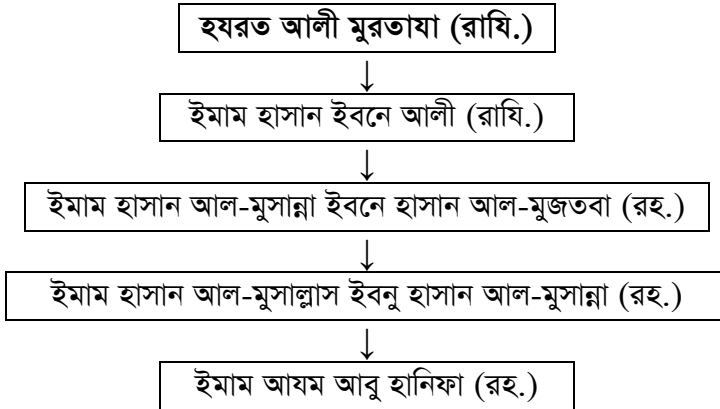 হযরত আলী মুরতাযা (রাযি.)
↓
ইমাম হাসান ইবনে আলী (রাযি.)
↓
ইমাম হাসান আল-মুসান্না ইবনে হাসান আল-মুজতবা (রহ.)
↓
ইমাম হাসান আল-মুসাল্লাস ইবনু হাসান আল-মুসান্না (রহ.)
↓
ইমাম আযম আবু হানিফা (রহ.)